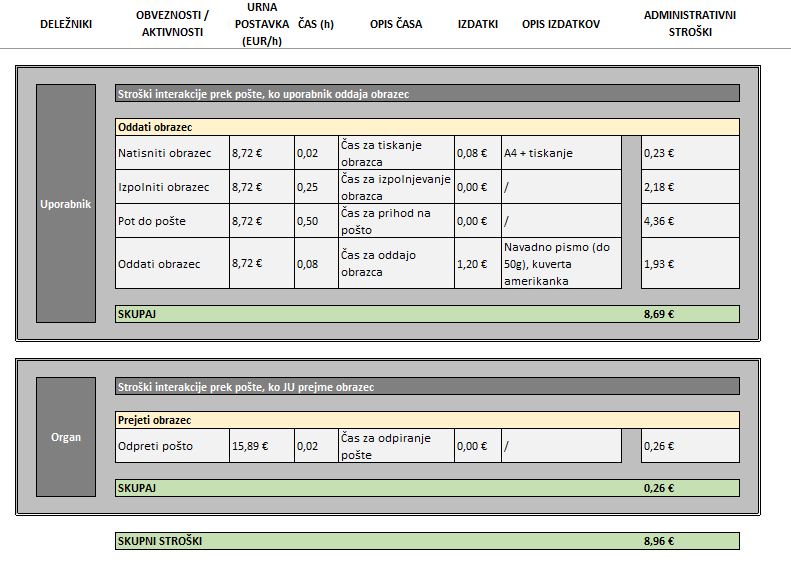 DELEŽNIKI
OBVEZNOSTI /
AKTIVNOSTI
URNA
POSTAVKA
(EUR/h)
ČAS (h)
OPIS ČASA
IZDATKI
OPIS IZDATKOV
ADMINISTRATIVNI
STROŠKI
Uporabnik
Stroški interakcije prek pošte, ko uporabnik oddaja obrazec
Oddati obrazec
Natisniti obrazec 8,72 € 0,02 Čas za tiskanje
obrazca 0,08 € A4 + tiskanje 0,23 €
Izpolniti obrazec 8,72 € 0,25 Čas za izpolnjevanje
obrazca 0,00 € / 2,18 €
Pot do pošte 8,72 € 0,50 Čas za prihod na
pošto 0,00 € / 4,36 €
Oddati obrazec 8,72 € 0,08 Čas za oddajo
obrazca 1,20 € Navadno pismo (do
50g), kuverta
amerikanka 1,93 €
SKUPAJ 8,69 €
Organ
Stroški interakcije prek pošte, ko JU prejme obrazec
Prejeti obrazec
Odpreti pošto 15,89 € 0,02 Čas za odpiranje
pošte 0,00 € / 0,26 €
SKUPAJ 0,26 €
SKUPNI STROŠKI 8,96 €